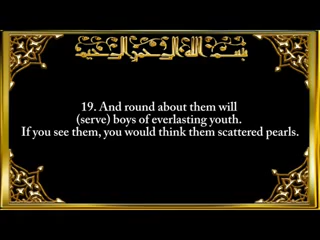 بسم الله الرحمن الرحيم
19. And round about them will
(serve) boys of everlasting youth.
If you see them, you would think them scattered pearls.